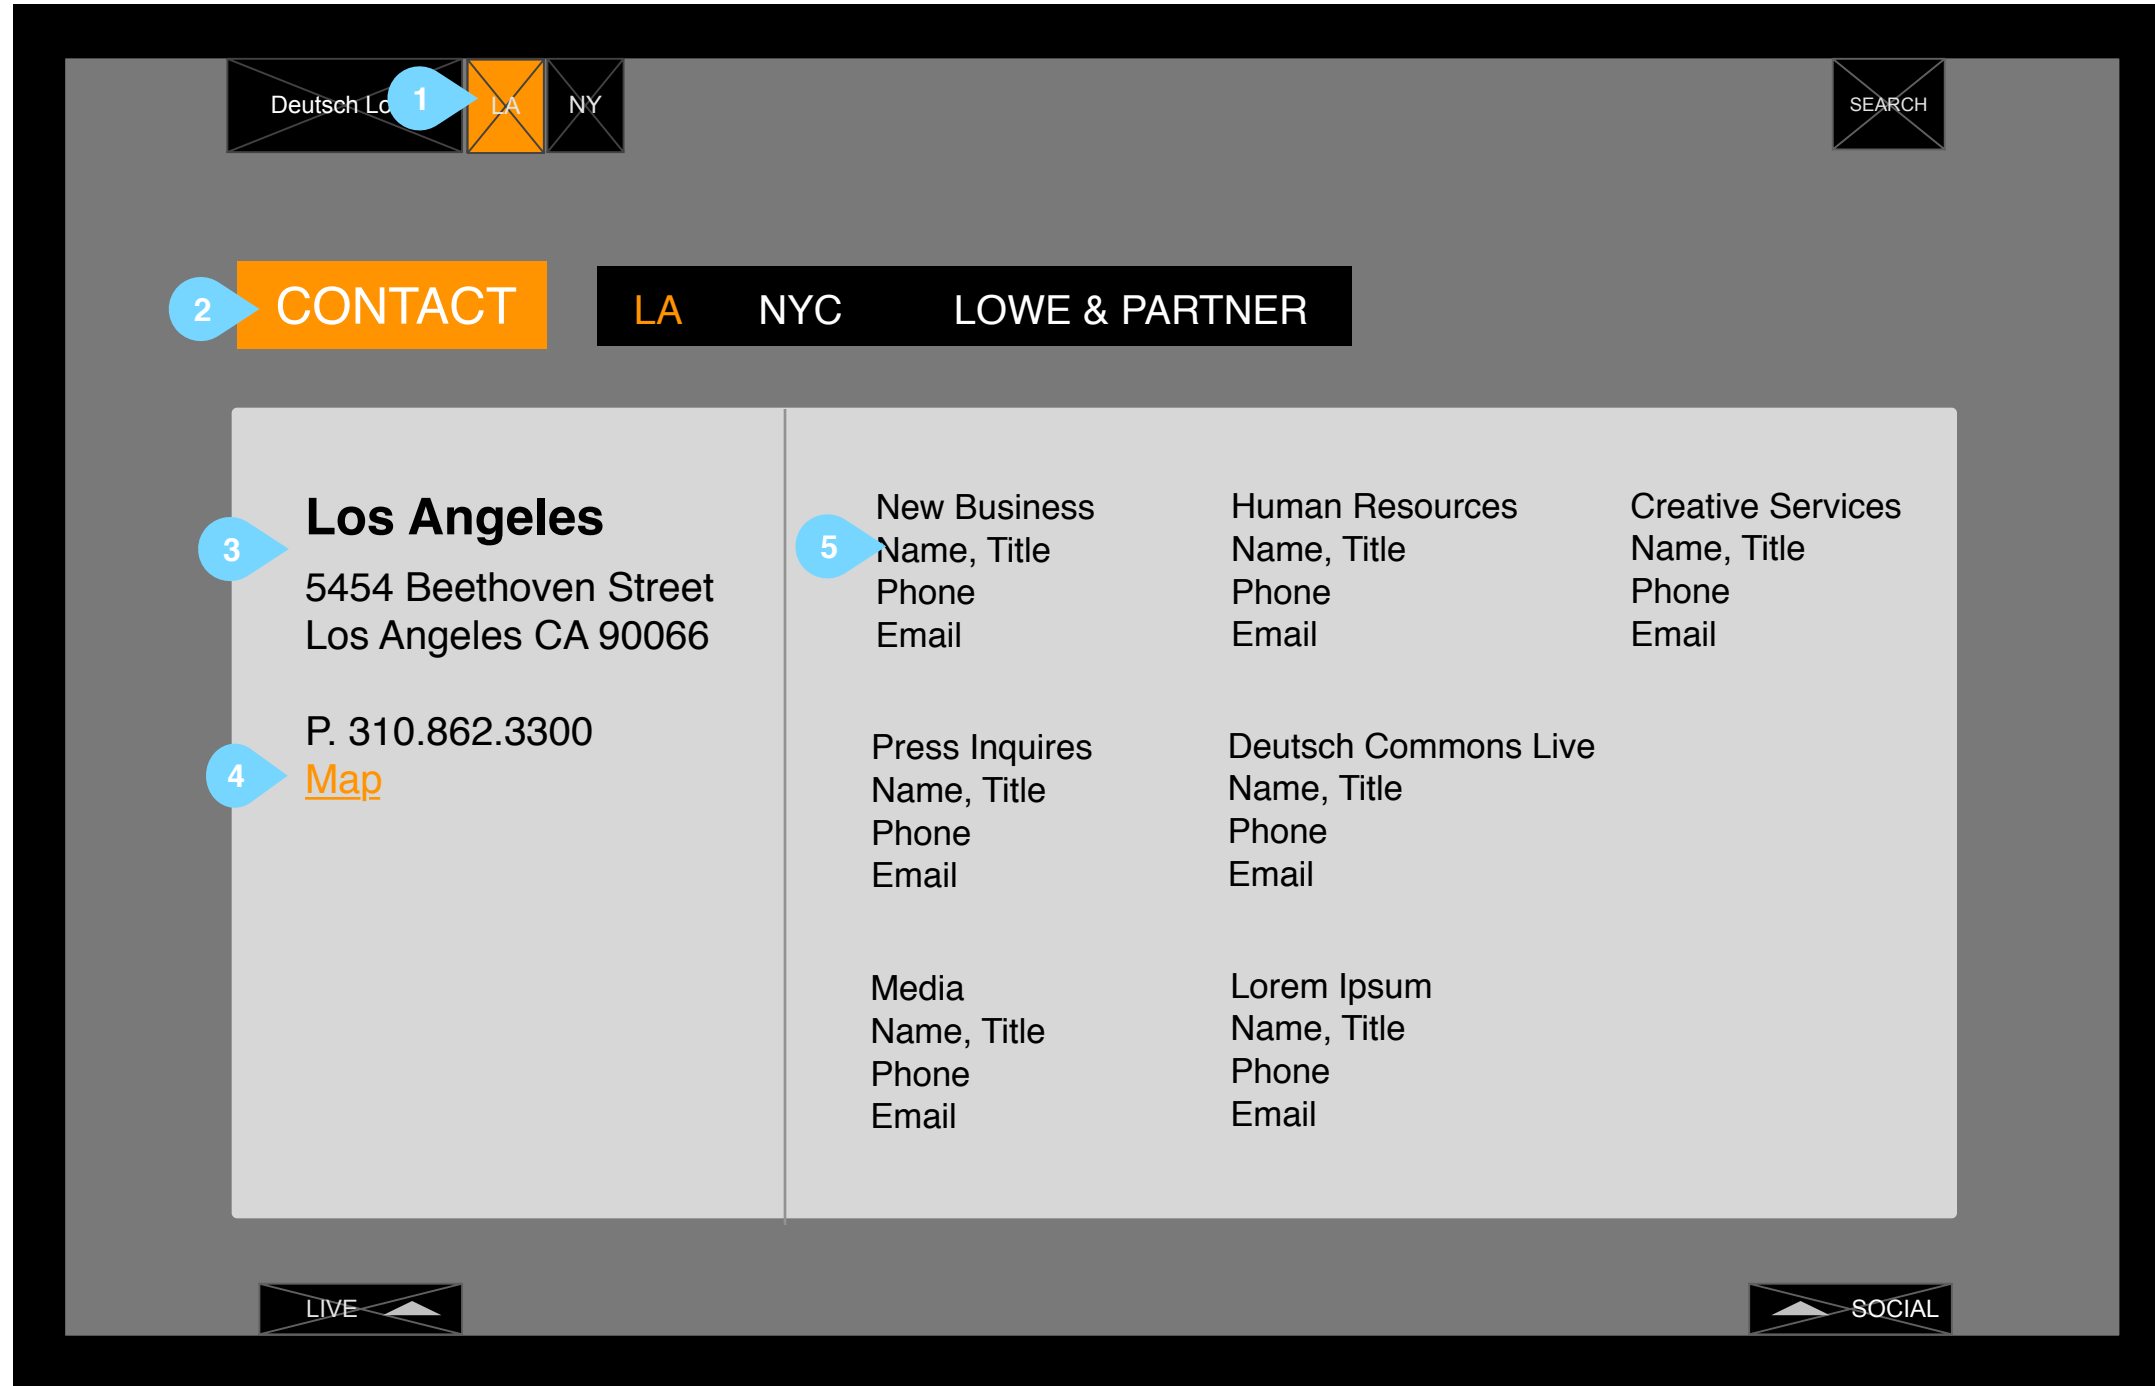 Deutsch Lo
1
LA
NY
SEARCH
2
CONTACT
LA
NYC
LOWE & PARTNER
3
Los Angeles
5454 Beethoven Street
Los Angeles CA 90066
P. 310.862.3300
4
Map
5
New Business
Name, Title
Phone
Email
Human Resources
Name, Title
Phone
Email
Creative Services
Name, Title
Phone
Email
Press Inquires
Name, Title
Phone
Email
Deutsch Commons Live
Name, Title
Phone
Email
Media
Name, Title
Phone
Email
Lorem Ipsum
Name, Title
Phone
Email
LIVE
SOCIAL